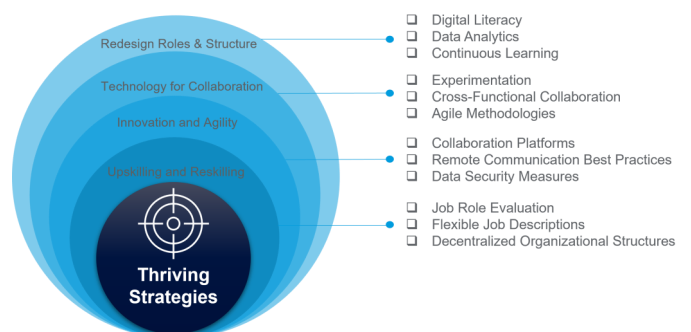 Redesign Roles & Structure
Technology for Collaboration
Innovation and Agility
Upskilling and Reskilling
Thriving
Strategies
❑ Digital Literacy
❑ Data Analytics
❑ Continuous Learning
❑ Experimentation
❑ Cross-Functional Collaboration
❑ Agile Methodologies
❑ Collaboration Platforms
❑ Remote Communication Best Practices
❑ Data Security Measures
❑ Job Role Evaluation
❑ Flexible Job Descriptions
❑ Decentralized Organizational Structures